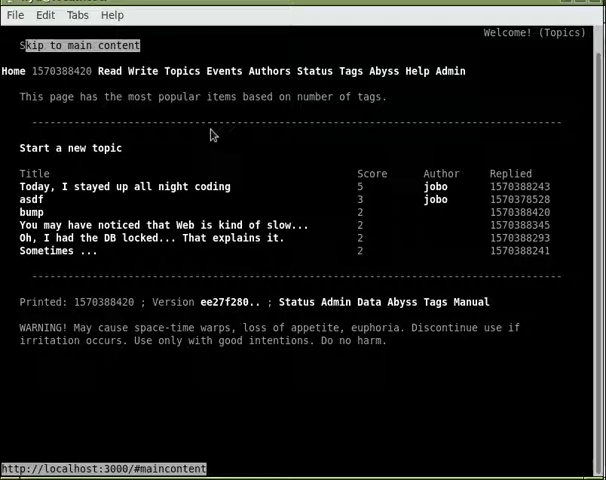 File Edit Tabs Help
Welcome! (Topics)
Skip to main content
Home 1570388420 Read Write Topics Events Authors Status Tags Abyss Help Admin
This page has the most popular items based on number of tags.
Start a new topic
Title Score Author Replied
Today, I stayed up all night coding 5 jobo 1570388243
asdf 3 jobo 1570378528
bump 2 1570388420
You may have noticed that Web is kind of slow... 2 1570388345
Oh, I had the DB locked... That explains it. 2 1570388293
Sometimes ... 2 1570388241
Printed: 1570388420 ; Version ee27f280.. ; Status Admin Data Abyss Tags Manual
WARNING! May cause space-time warps, loss of appetite, euphoria. Discontinue use if
irritation occurs. Use only with good intentions. Do no harm.
http://localhost:3000/#maincontent